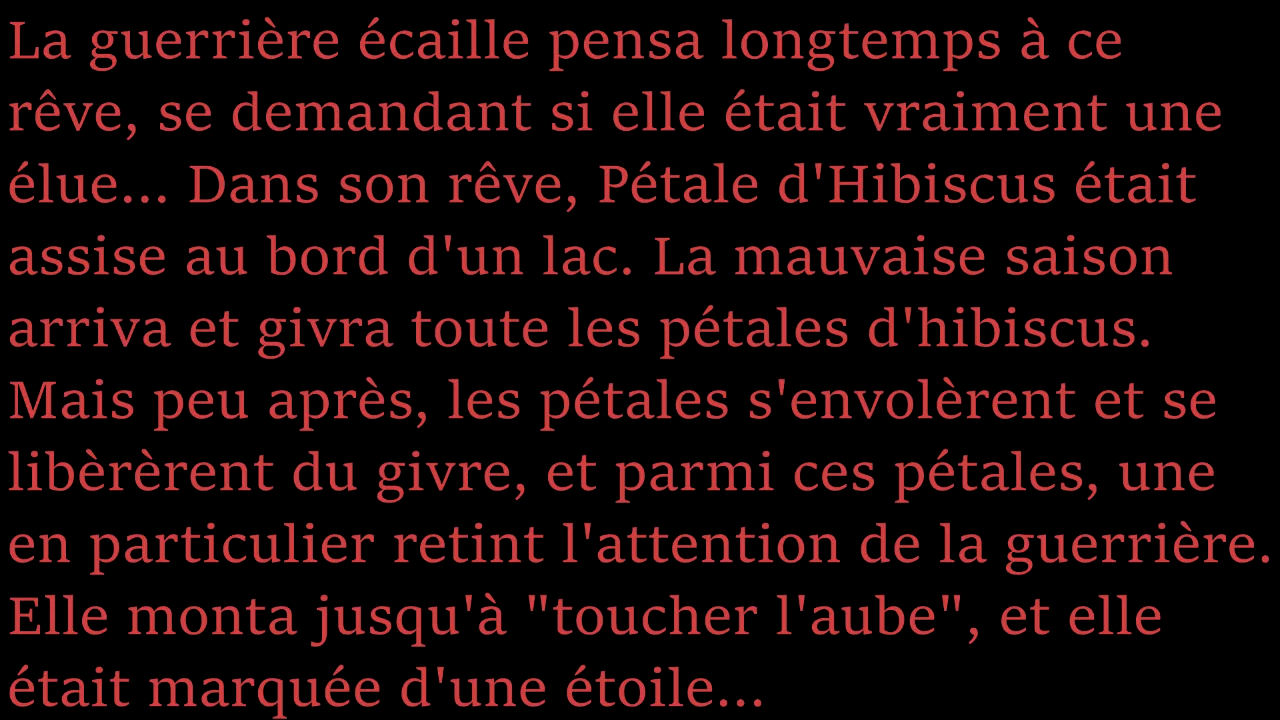 La guerrière écaille pensa longtemps à ce
rêve, se demandant si elle était vraiment une
élue... Dans son rêve, Pétale d'Hibiscus était
assise au bord d'un lac. La mauvaise saison
arriva et givra toute les pétales d'hibiscus.
Mais peu après, les pétales s'envolèrent et se
libèrèrent du givre, et parmi ces pétales, une
en particulier retint l'attention de la guerrière.
Elle monta jusqu'à "toucher l'aube", et elle
était marquée d'une étoile...